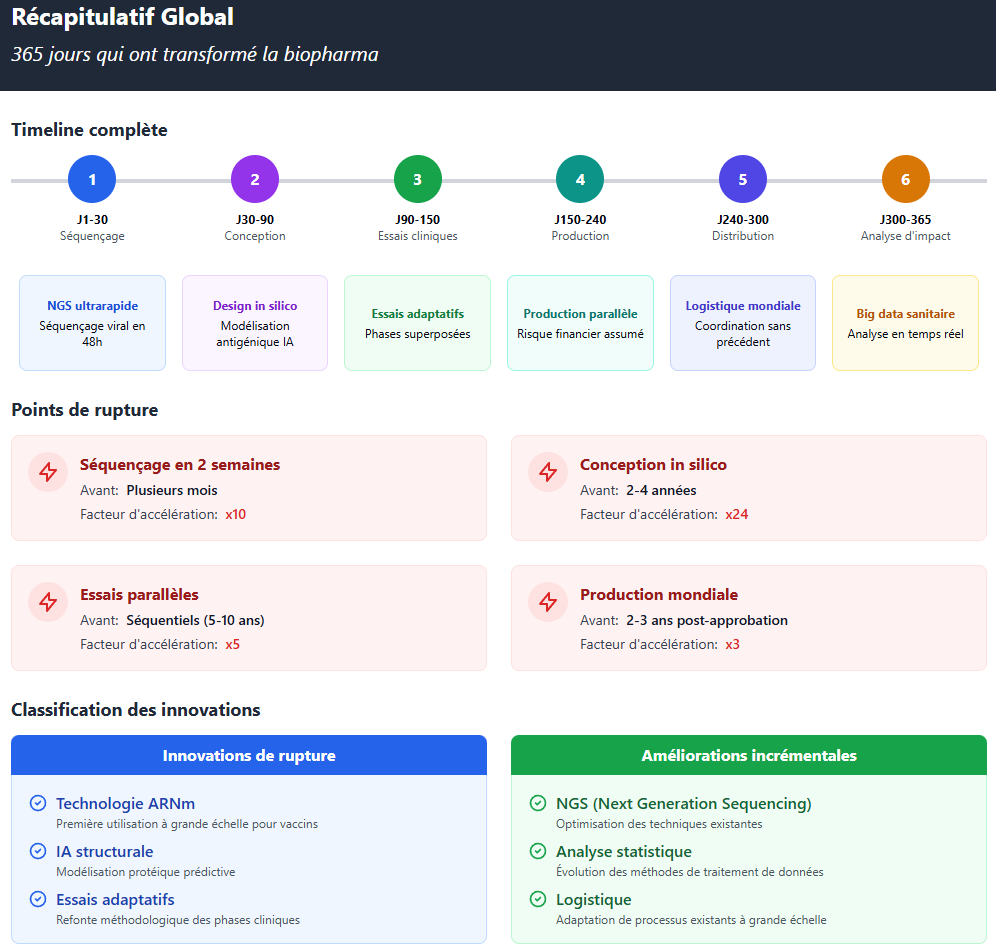 Récapitulatif Global
365 jours qui ont transformé la biopharma
Timeline complète
1
J1-30
Séquençage
2
J30-90
Conception
3
J90-150
Essais cliniques
4
J150-240
Production
5
J240-300
Distribution
6
J300-365
Analyse d'impact
NGS ultrarapide
Séquençage viral en
48h
Design in silico
Modélisation
antigénique IA
Essais adaptatifs
Phases superposées
Production parallèle
Risque financier assumé
Logistique mondiale
Coordination sans
précédent
Big data sanitaire
Analyse en temps réel
Points de rupture
Séquençage en 2 semaines
Avant: Plusieurs mois
Facteur d'accélération: x10
Conception in silico
Avant: 2-4 années
Facteur d'accélération: x24
Essais parallèles
Avant: Séquentiels (5-10 ans)
Facteur d'accélération: x5
Production mondiale
Avant: 2-3 ans post-approbation
Facteur d'accélération: x3
Classification des innovations
Innovations de rupture
Technologie ARNm
Première utilisation à grande échelle pour vaccins
IA structurale
Modélisation protéique prédictive
Essais adaptatifs
Refonte méthodologique des phases cliniques
Améliorations incrémentales
NGS (Next Generation Sequencing)
Optimisation des techniques existantes
Analyse statistique
Évolution des méthodes de traitement de données
Logistique
Adaptation de processus existants à grande échelle